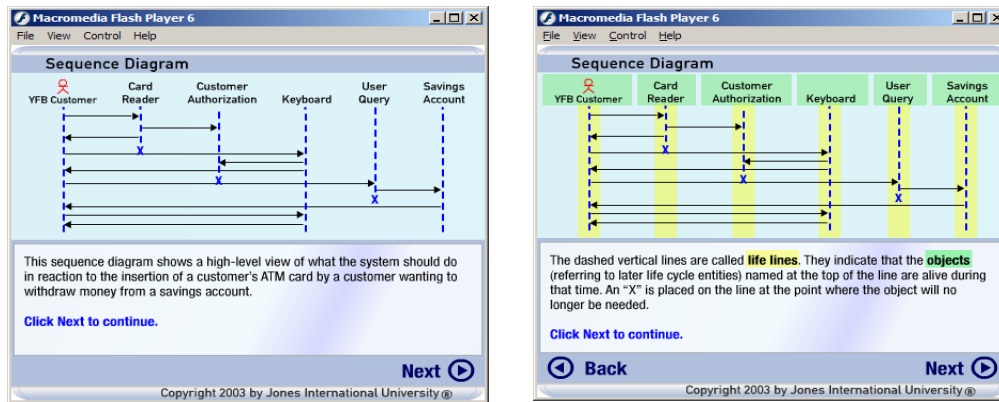 Macromedia Flash Player 6
File View Control Help
Sequence Diagram
YFB Customer
Card
Reader
Customer
Authorization
Keyboard
User
Query
Savings
Account
X
X
X
This sequence diagram shows a high-level view of what the system should do
in reaction to the insertion of a customer's ATM card by a customer wanting to
withdraw money from a savings account.
Click Next to continue.
Next
Copyright 2003 by Jones International University ®
Macromedia Flash Player 6
File View Control Help
Sequence Diagram
YFB Customer
Card
Reader
Customer
Authorization
Keyboard
User
Query
Savings
Account
X
X
X
The dashed vertical lines are called life lines. They indicate that the objects
(referring to later life cycle entities) named at the top of the line are alive during
that time. An “X” is placed on the line at the point where the object will no
longer be needed.
Click Next to continue.
Back
Next
Copyright 2003 by Jones International University ®